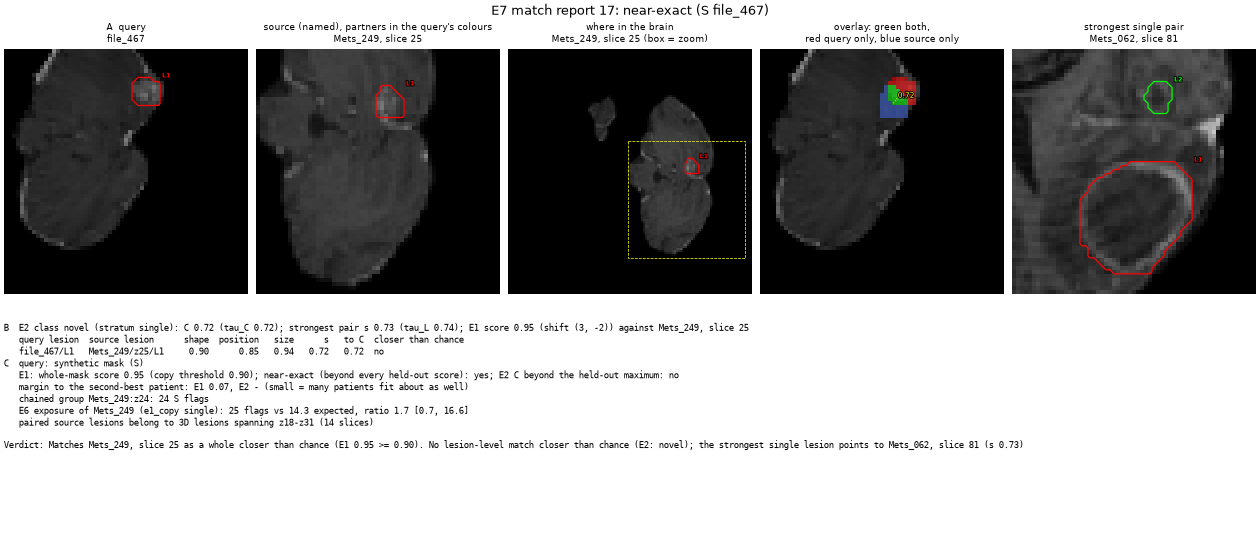 E7 match report 17: near-exact (S file_467)
A query
file_467
source (named), partners in the query's colours
Mets_249, slice 25
where in the brain
Mets_249, slice 25 (box = zoom)
overlay: green both,
red query only, blue source only
strongest single pair
Mets_062, slice 81
L1
L1
L1
0.72
L2
L1
B E2 class novel (stratum single): C 0.72 (tau_C 0.72); strongest pair s 0.73 (tau_L 0.74); E1 score 0.95 (shift (3, -2)) against Mets_249, slice 25
query lesion source lesion shape position size s to C closer than chance
file_467/L1 Mets_249/z25/L1 0.90 0.85 0.94 0.72 0.72 no
C query: synthetic mask (S)
E1: whole-mask score 0.95 (copy threshold 0.90); near-exact (beyond every held-out score): yes; E2 C beyond the held-out maximum: no
margin to the second-best patient: E1 0.07, E2 - (small = many patients fit about as well)
chained group Mets_249:z24: 24 S flags
E6 exposure of Mets_249 (e1_copy single): 25 flags vs 14.3 expected, ratio 1.7 [0.7, 16.6]
paired source lesions belong to 3D lesions spanning z18-z31 (14 slices)
Verdict: Matches Mets_249, slice 25 as a whole closer than chance (E1 0.95 >= 0.90). No lesion-level match closer than chance (E2: novel); the strongest single lesion points to Mets_062, slice 81 (s 0.73)